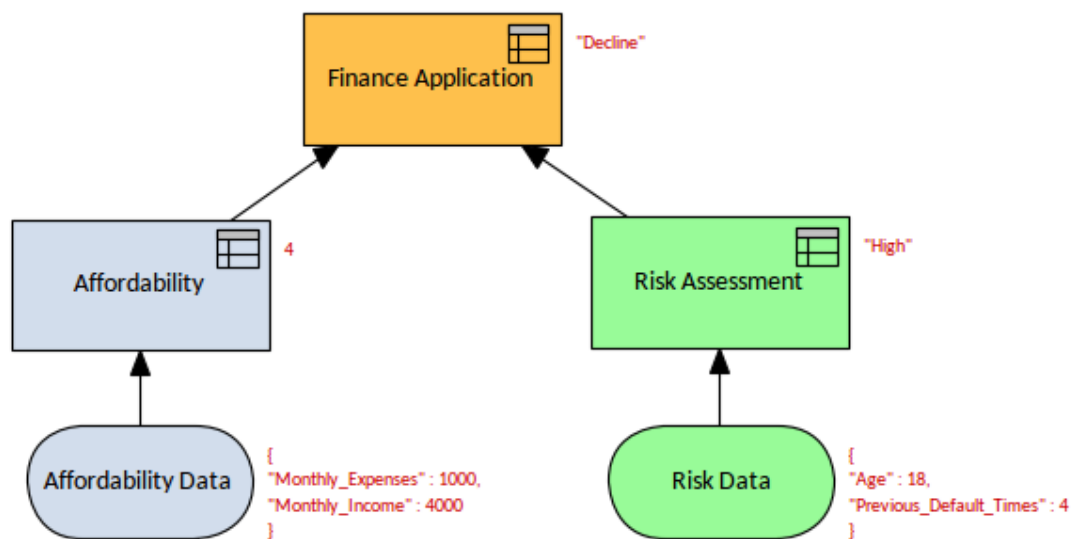 Finance Application
"Decline"
Affordability
4
Risk Assessment
"High"
Affordability Data
{
"Monthly_Expenses" : 1000,
"Monthly_Income" : 4000
}
Risk Data
{
"Age" : 18,
"Previous_Default_Times" : 4
}